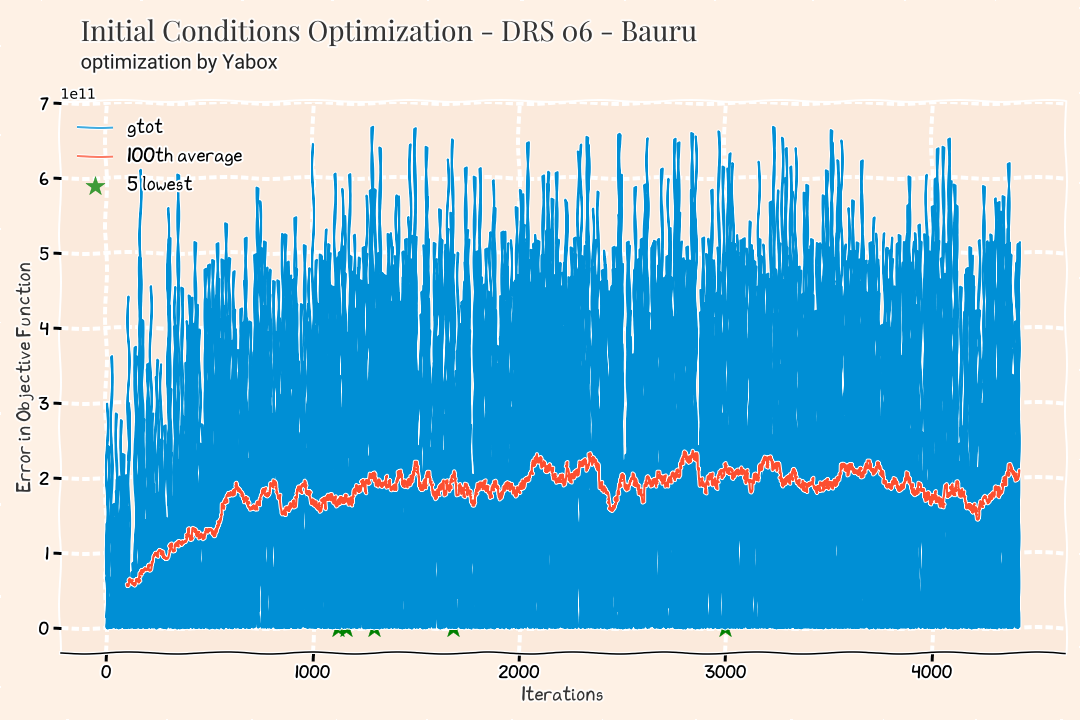 Initial Conditions Optimization - DRS 06 - Bauru
optimization by Yabox
1e11
7
6
5
4
3
2
1
0
gtot
100th average
5 lowest
Error in Objective Function
0 1000 2000 3000 4000
Iterations